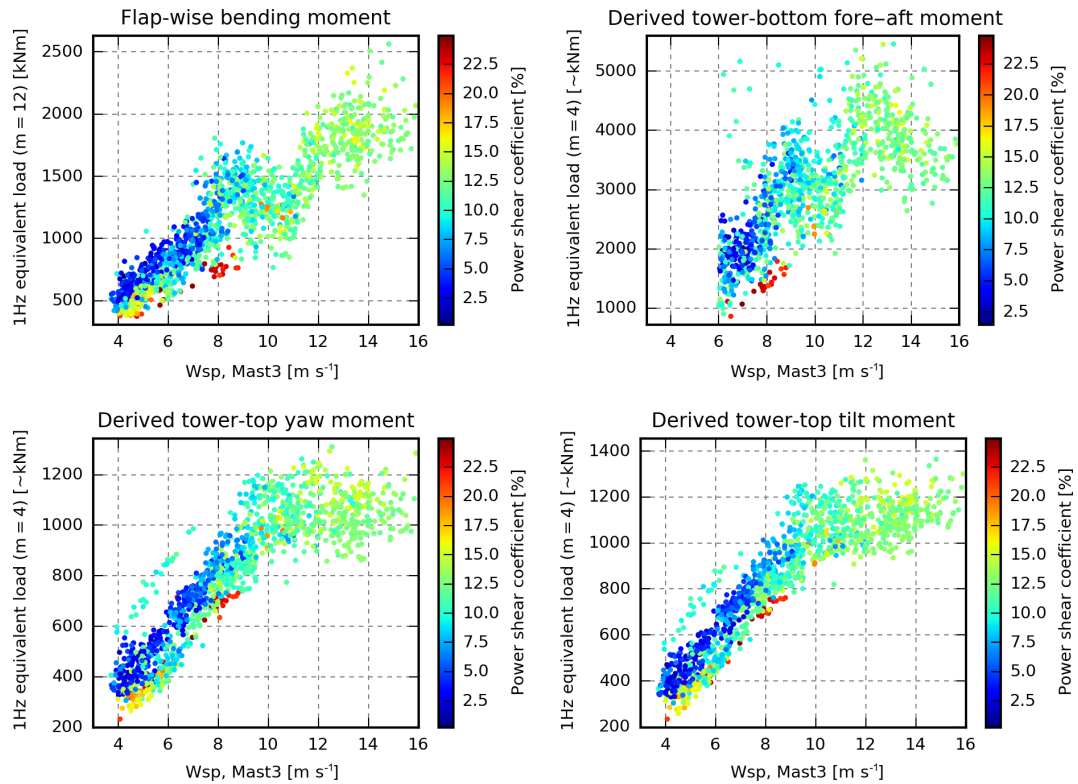 Flap-wise bending moment
1Hz equivalent load (m = 12) [kNm]
2500
2000
1500
1000
500
4 6 8 10 12 14 16
Wsp, Mast3 [m s⁻¹]
22.5
20.0
17.5
15.0
12.5
10.0
7.5
5.0
2.5
Power shear coefficient [%]
Derived tower-bottom fore–aft moment
1Hz equivalent load (m = 4) [~kNm]
5000
4000
3000
2000
1000
4 6 8 10 12 14 16
Wsp, Mast3 [m s⁻¹]
22.5
20.0
17.5
15.0
12.5
10.0
7.5
5.0
2.5
Power shear coefficient [%]
Derived tower-top yaw moment
1Hz equivalent load (m = 4) [~kNm]
1200
1000
800
600
400
200
4 6 8 10 12 14 16
Wsp, Mast3 [m s⁻¹]
22.5
20.0
17.5
15.0
12.5
10.0
7.5
5.0
2.5
Power shear coefficient [%]
Derived tower-top tilt moment
1Hz equivalent load (m = 4) [~kNm]
1400
1200
1000
800
600
400
200
4 6 8 10 12 14 16
Wsp, Mast3 [m s⁻¹]
22.5
20.0
17.5
15.0
12.5
10.0
7.5
5.0
2.5
Power shear coefficient [%]